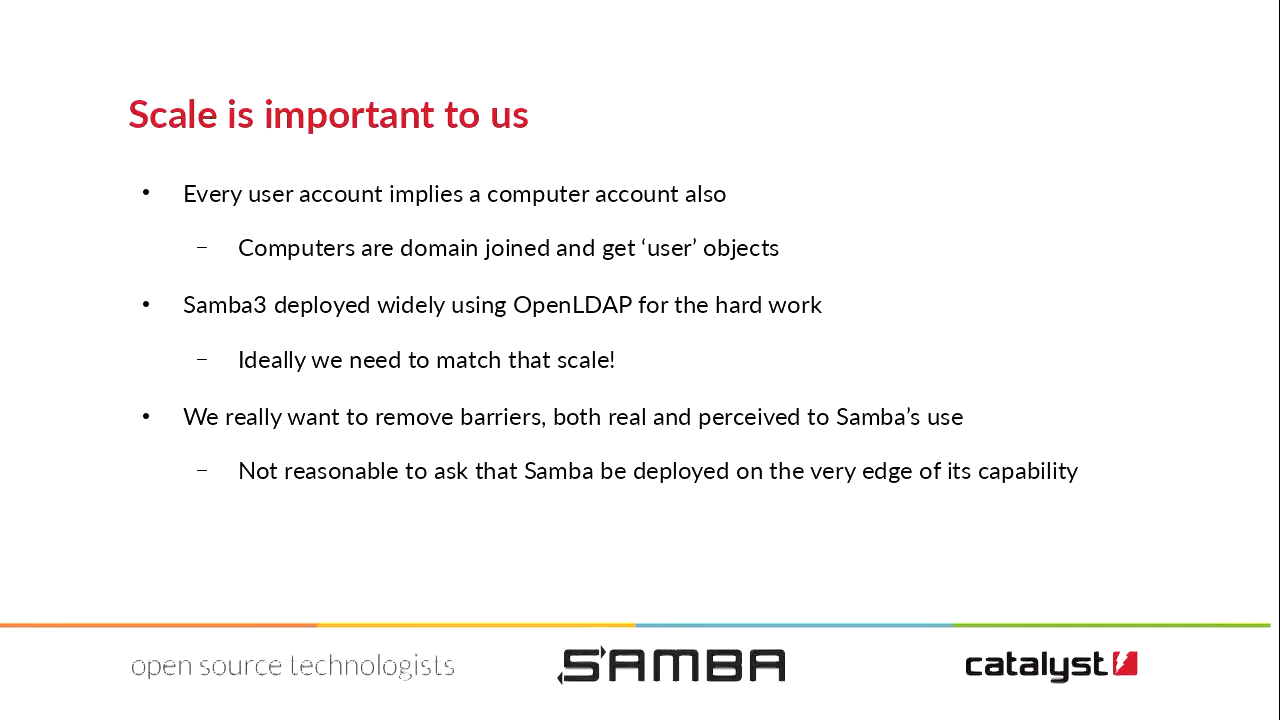 Scale is important to us
• Every user account implies a computer account also
– Computers are domain joined and get ‘user’ objects
• Samba3 deployed widely using OpenLDAP for the hard work
– Ideally we need to match that scale!
• We really want to remove barriers, both real and perceived to Samba’s use
– Not reasonable to ask that Samba be deployed on the very edge of its capability
open source technologists
SAMBA
catalyst